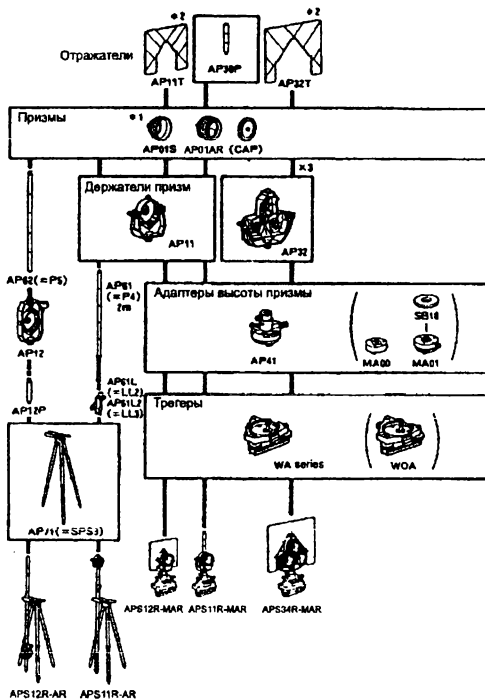 *2
*2
Отражатели
AP11T
AP30P
AP32T
Призмы
*1
AP01S
AP01AR
(CAP)
×3
Держатели призм
AP11
AP32
AP62(=P5)
AP61
(=P4)
2m
Адаптеры высоты призмы
SB18
AP12
AP41
MA00
MA01
AP61L
(=LL2)
AP61L2
(=LL3)
AP12P
Трегеры
WA series
WOA
AP71(=SPS3)
APS12R-MAR
APS11R-MAR
APS34R-MAR
APS12R-AR
APS11R-AR